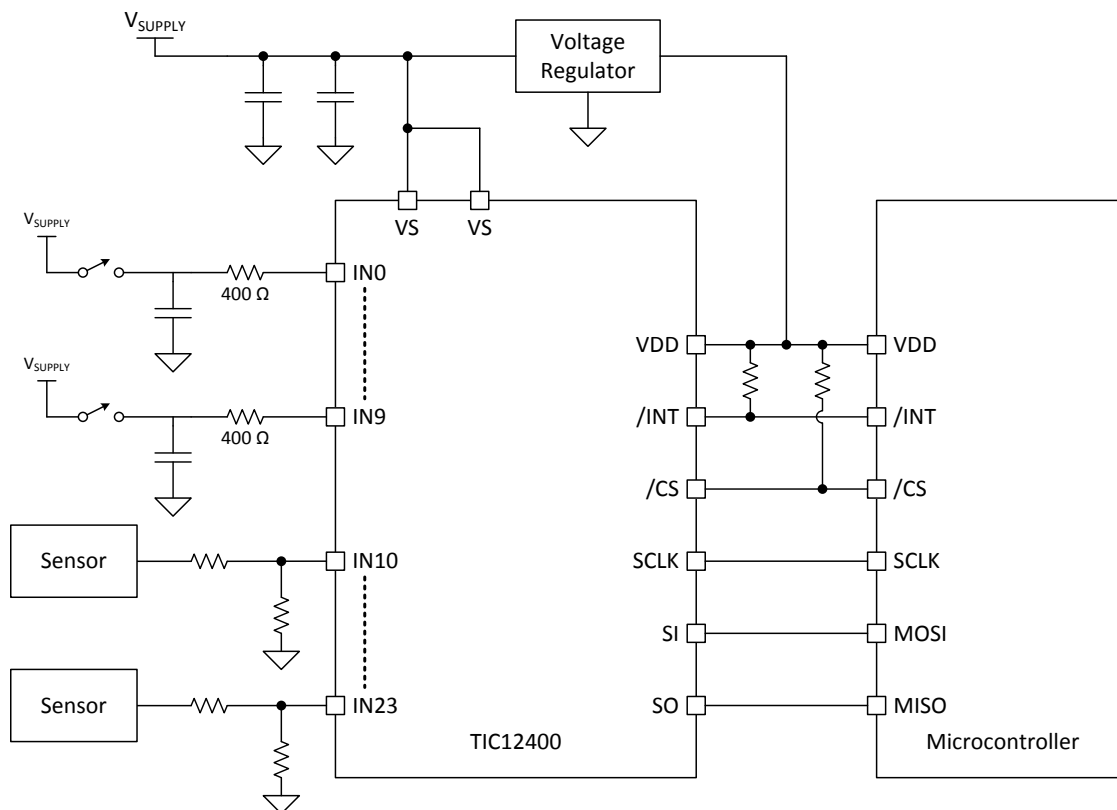 VSUPPLY
Voltage
Regulator
VS VS
VSUPPLY
400 Ω
IN0
VSUPPLY
400 Ω
IN9
VDD VDD
/INT /INT
/CS /CS
Sensor
IN10
SCLK SCLK
SI MOSI
Sensor
IN23
SO MISO
TIC12400
Microcontroller